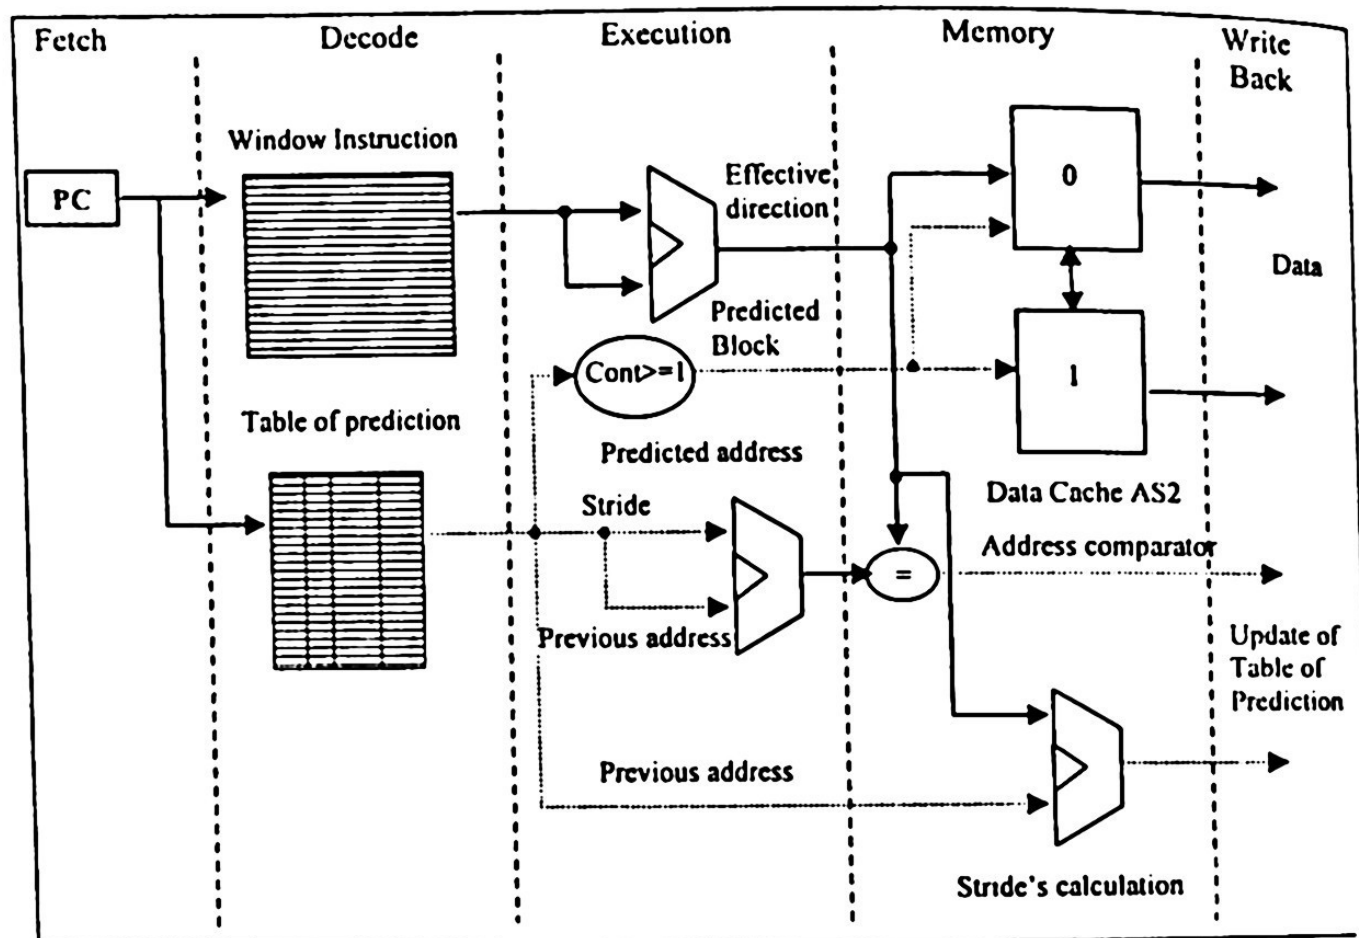 Fetch
Decode
Execution
Memory
Write
Back
Window Instruction
PC
Effective
direction
0
Data
Predicted
Block
Cont>=1
1
Table of prediction
Predicted address
Data Cache AS2
Stride
Address comparator
=
Previous address
Update of
Table of
Prediction
Previous address
Stride's calculation